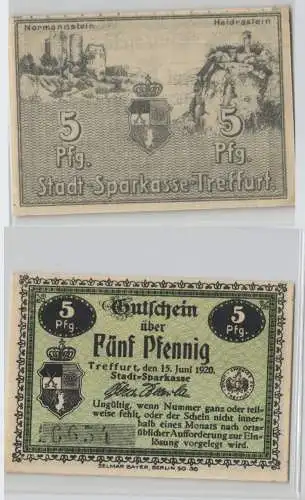 Normannstein Heldrastein
5 5
Pfg. Pfg.
Stadt-Sparkasse-Treffurt.
5 Gutschein 5
Pfg. über Pfg.
Fünf Pfennig
Treffurt, den 15. Juni 1920.
Stadt-Sparkasse
Ungültig, wenn Nummer ganz oder teil-
weise fehlt, oder der Schein nicht inner-
halb eines Monats nach orts-
üblicher Aufforderung zur Ein-
lösung vorgelegt wird.
SELMAR BAYER, BERLIN SO 36